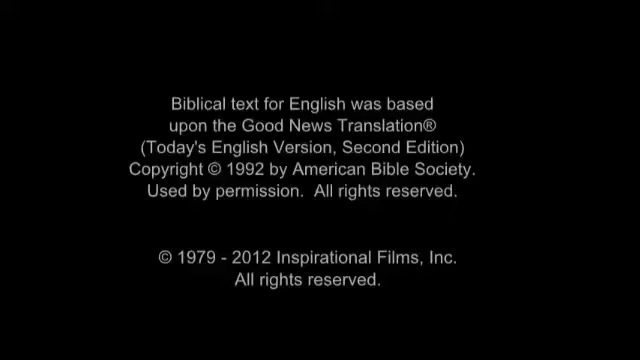 Biblical text for English was based
upon the Good News Translation®
(Today's English Version, Second Edition)
Copyright © 1992 by American Bible Society.
Used by permission.  All rights reserved.
© 1979 - 2012 Inspirational Films, Inc.
All rights reserved.